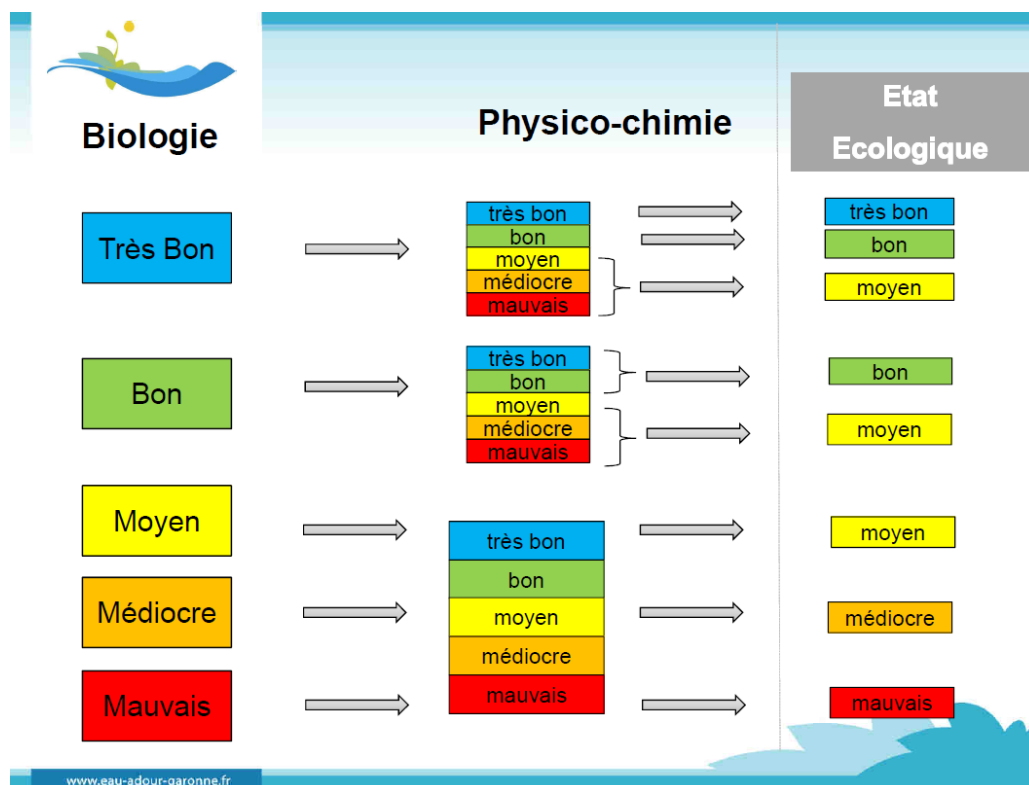 Biologie
Physico-chimie
Etat
Ecologique
Très Bon
très bon
bon
moyen
médiocre
mauvais
très bon
bon
moyen
Bon
très bon
bon
moyen
médiocre
mauvais
bon
moyen
Moyen
Médiocre
Mauvais
très bon
bon
moyen
médiocre
mauvais
moyen
médiocre
mauvais
www.eau-adour-garonne.fr